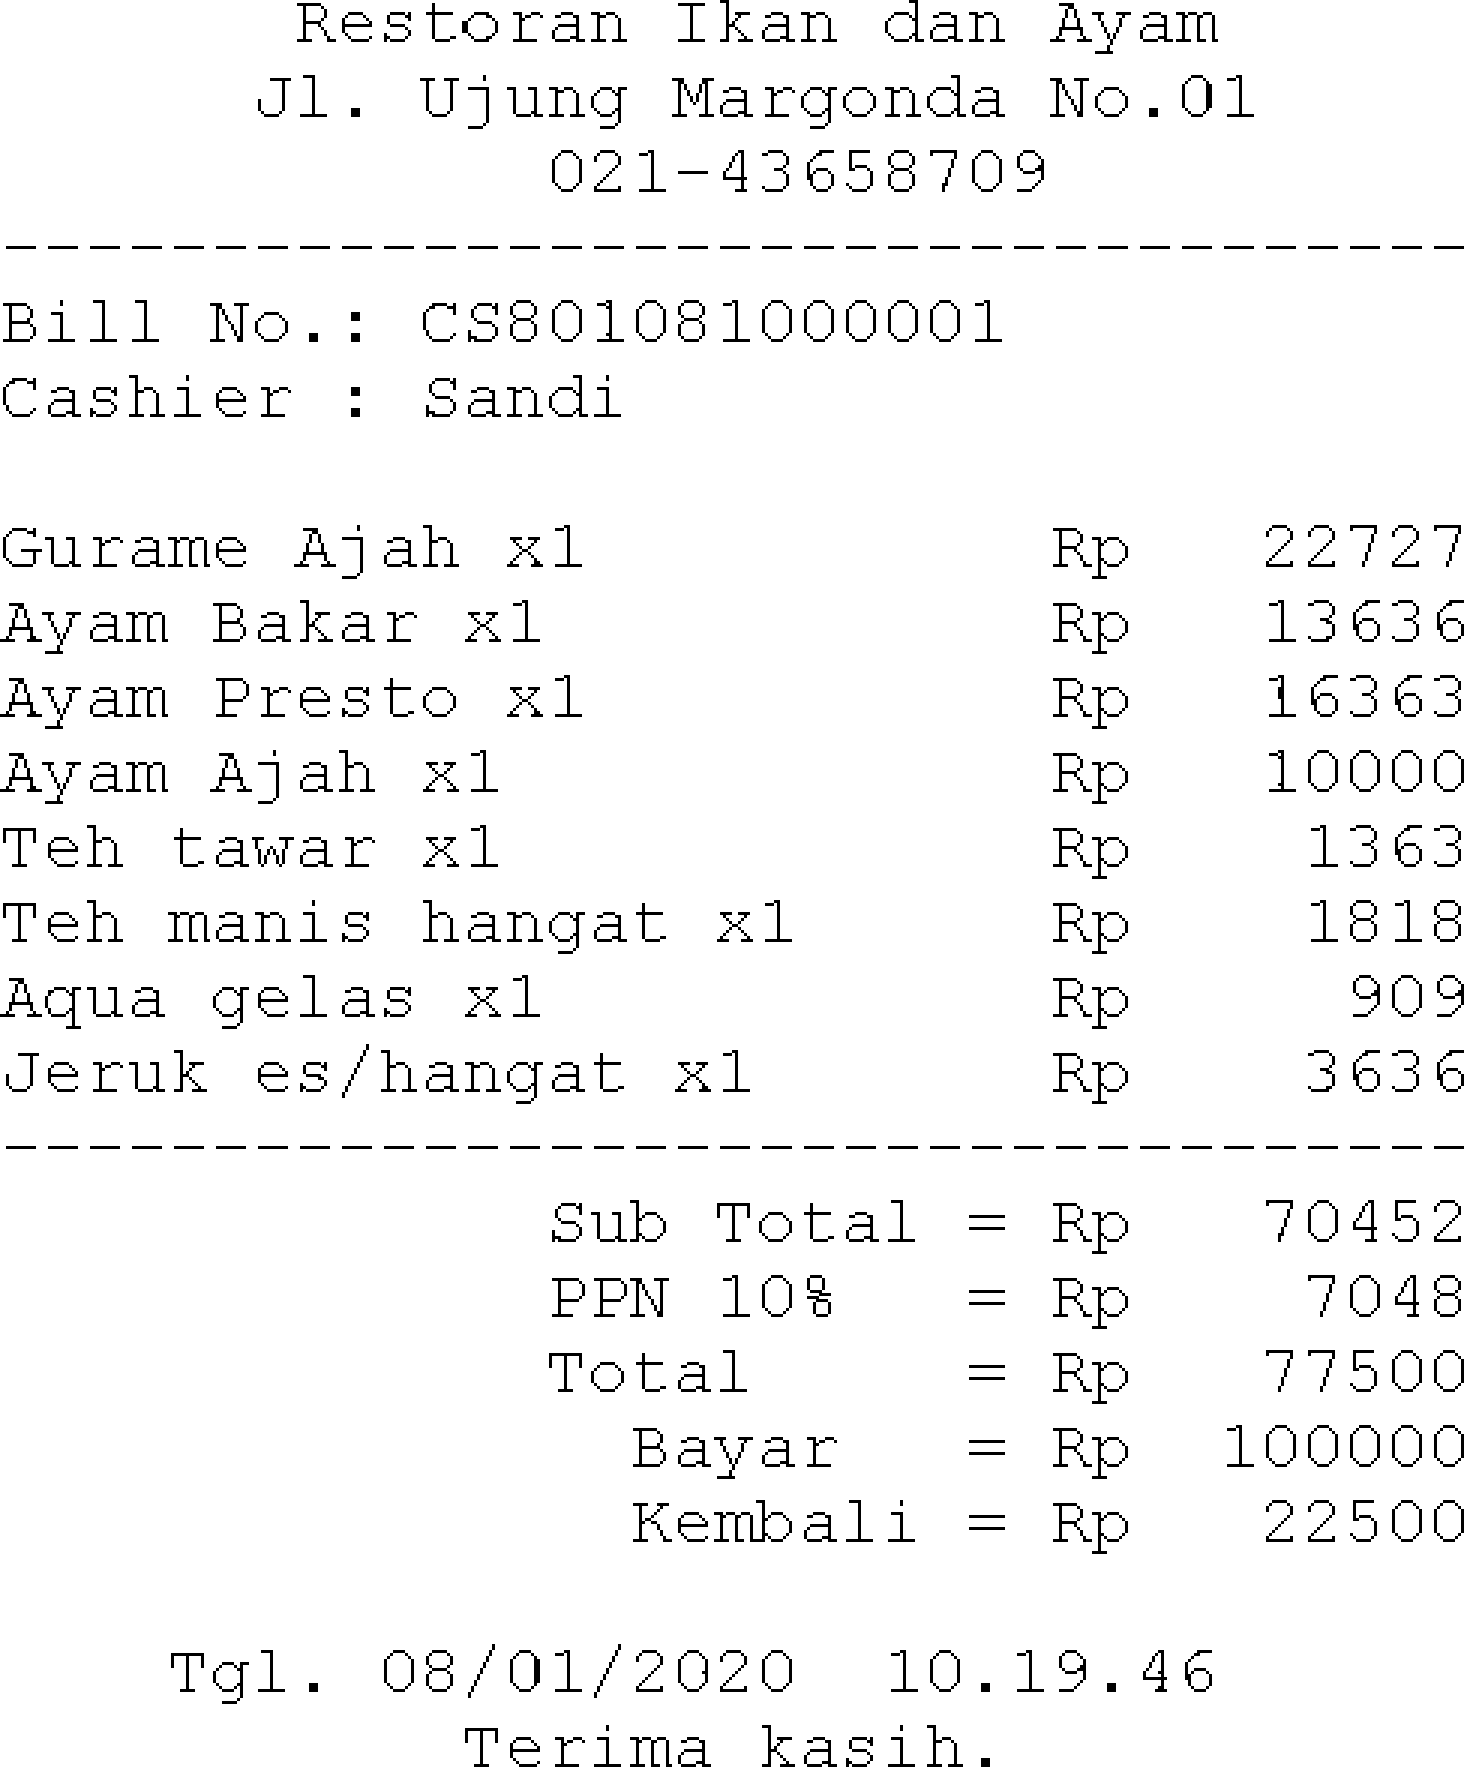 Restoran Ikan dan Ayam
Jl. Ujung Margonda No.01
021-43658709
-----------------------------------
Bill No.: CS801081000001
Cashier : Sandi
Gurame Ajah x1 Rp 22727
Ayam Bakar x1 Rp 13636
Ayam Presto x1 Rp 16363
Ayam Ajah x1 Rp 10000
Teh tawar x1 Rp 1363
Teh manis hangat x1 Rp 1818
Aqua gelas x1 Rp 909
Jeruk es/hangat x1 Rp 3636
-----------------------------------
Sub Total = Rp 70452
PPN 10% = Rp 7048
Total = Rp 77500
Bayar = Rp 100000
Kembali = Rp 22500
Tgl. 08/01/2020 10.19.46
Terima kasih.